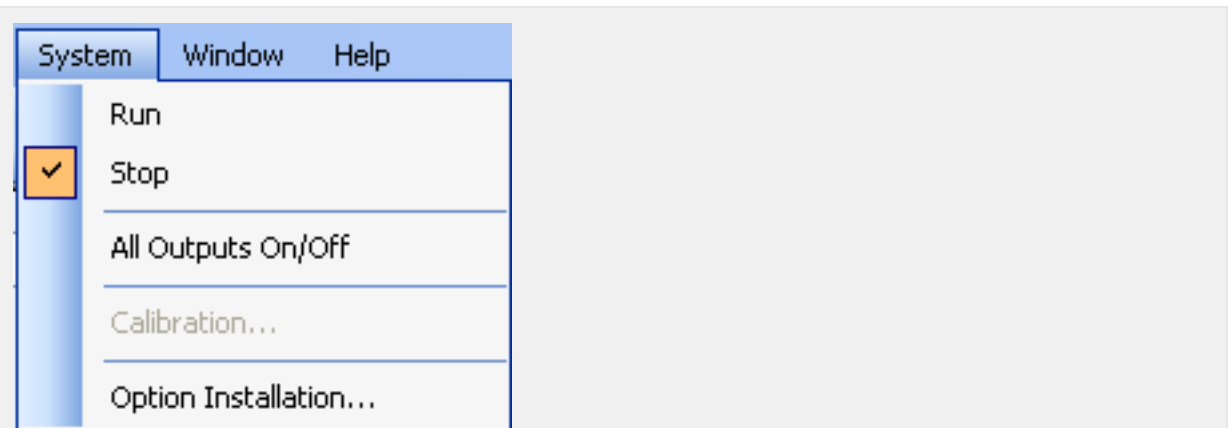 System Window Help
Run
Stop
All Outputs On/Off
Calibration...
Option Installation...